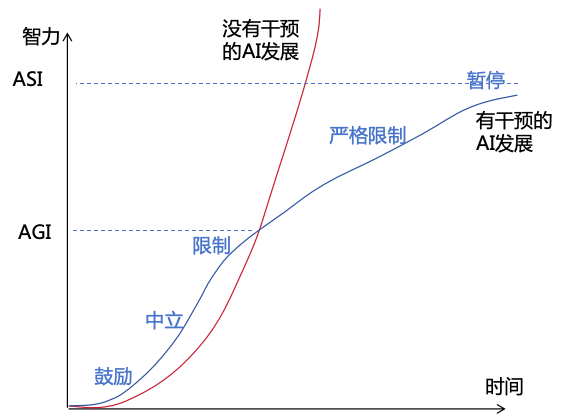 智力
没有干预
的AI发展
ASI
暂停
有干预的
AI发展
严格限制
AGI
限制
中立
鼓励
时间